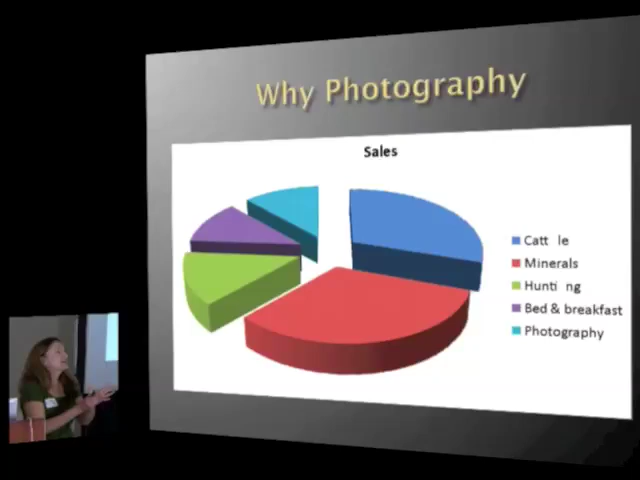 Why Photography
Sales
Catt le
Minerals
Hunti ng
Bed & breakfast
Photography